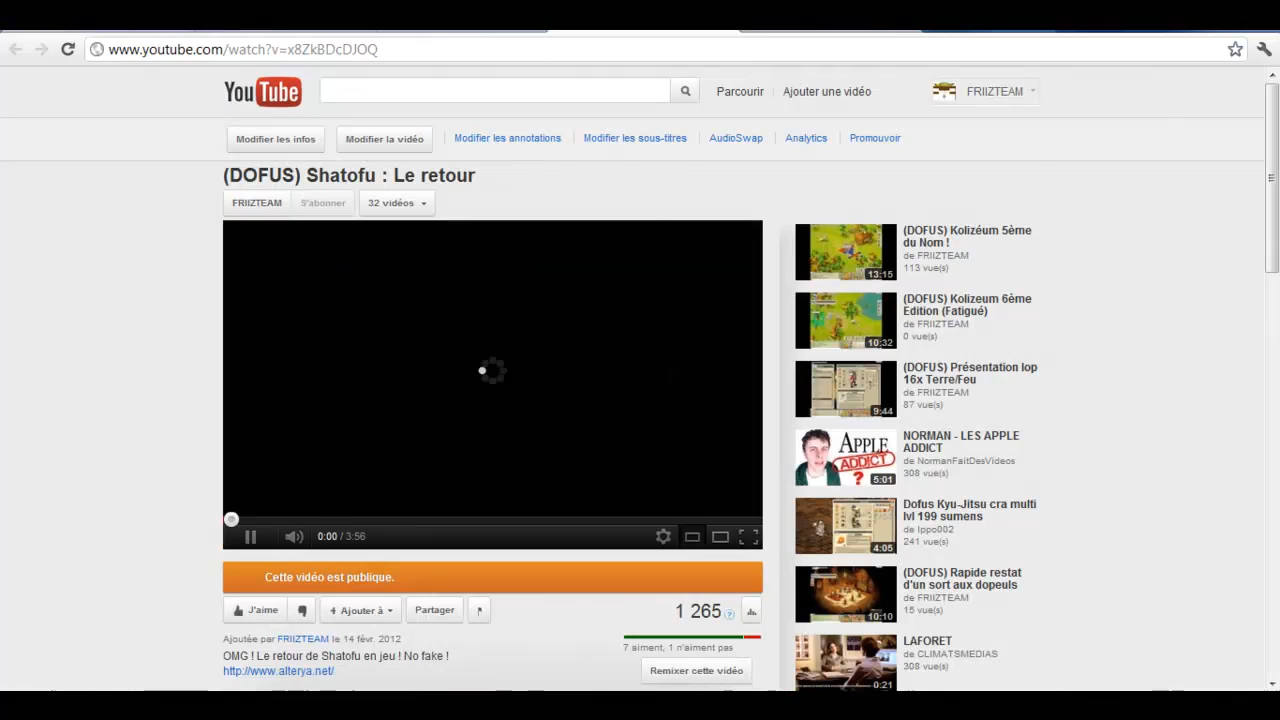 www.youtube.com/watch?v=x8ZkBDcDJOQ
YouTube
Parcourir
Ajouter une vidéo
FRIIZTEAM
Modifier les infos
Modifier la vidéo
Modifier les annotations
Modifier les sous-titres
AudioSwap
Analytics
Promouvoir
(DOFUS) Shatofu : Le retour
FRIIZTEAM
S'abonner
32 vidéos
0:00 / 3:56
Cette vidéo est publique.
J'aime
Ajouter à
Partager
1 265
Ajoutée par FRIIZTEAM le 14 févr. 2012
7 aiment, 1 n'aiment pas
OMG ! Le retour de Shatofu en jeu ! No fake !
http://www.alterya.net/
Remixer cette vidéo
(DOFUS) Kolizéum 5ème
du Nom !
de FRIIZTEAM
113 vue(s)
13:15
(DOFUS) Kolizeum 6ème
Edition (Fatigué)
de FRIIZTEAM
0 vue(s)
10:32
(DOFUS) Présentation Iop
16x Terre/Feu
de FRIIZTEAM
87 vue(s)
9:44
APPLE
ADDICT
?
NORMAN - LES APPLE
ADDICT
de NormanFaitDesVideos
308 vue(s)
5:01
Dofus Kyu-Jitsu cra multi
lvl 199 sumens
de Ippo002
241 vue(s)
4:05
(DOFUS) Rapide restat
d'un sort aux dopeuls
de FRIIZTEAM
15 vue(s)
10:10
LAFORET
de CLIMATSMEDIAS
308 vue(s)
0:21